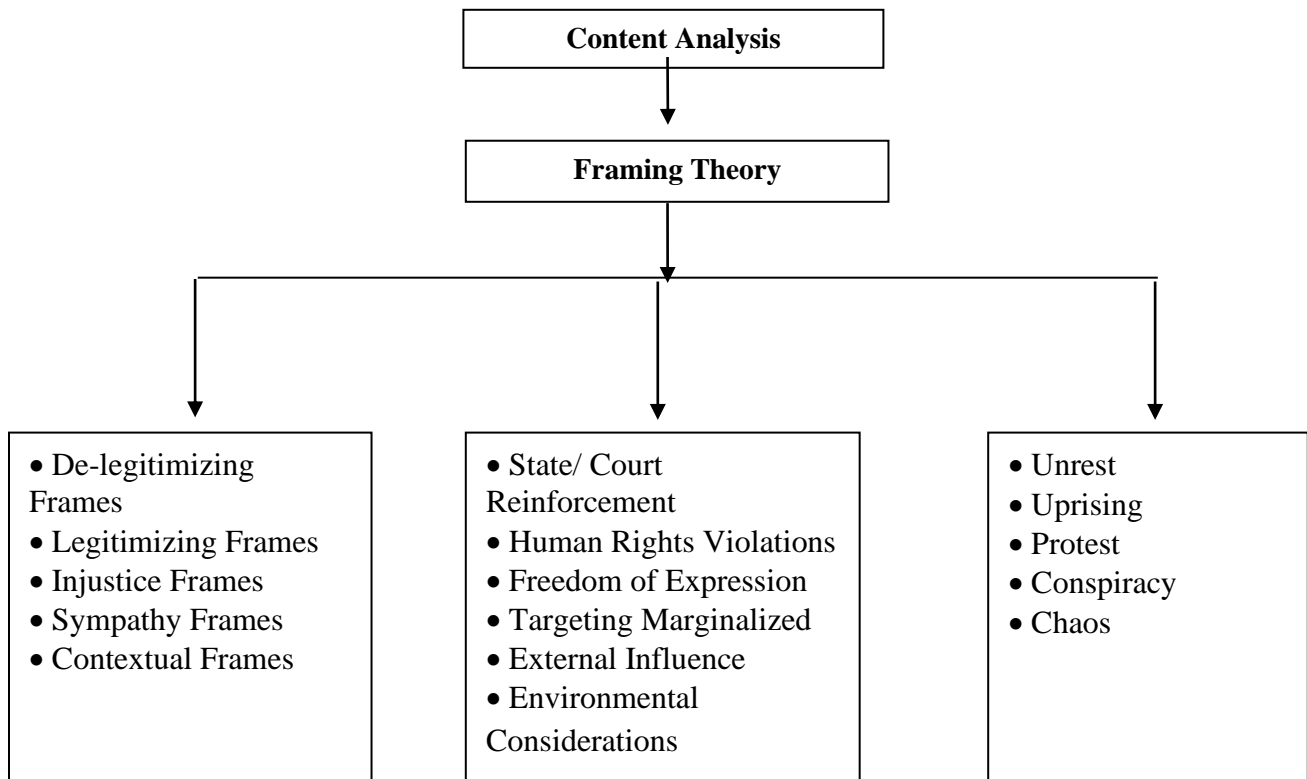 Content Analysis
Framing Theory
• De-legitimizing
Frames
• Legitimizing Frames
• Injustice Frames
• Sympathy Frames
• Contextual Frames
• State/ Court
Reinforcement
• Human Rights Violations
• Freedom of Expression
• Targeting Marginalized
• External Influence
• Environmental
Considerations
• Unrest
• Uprising
• Protest
• Conspiracy
• Chaos